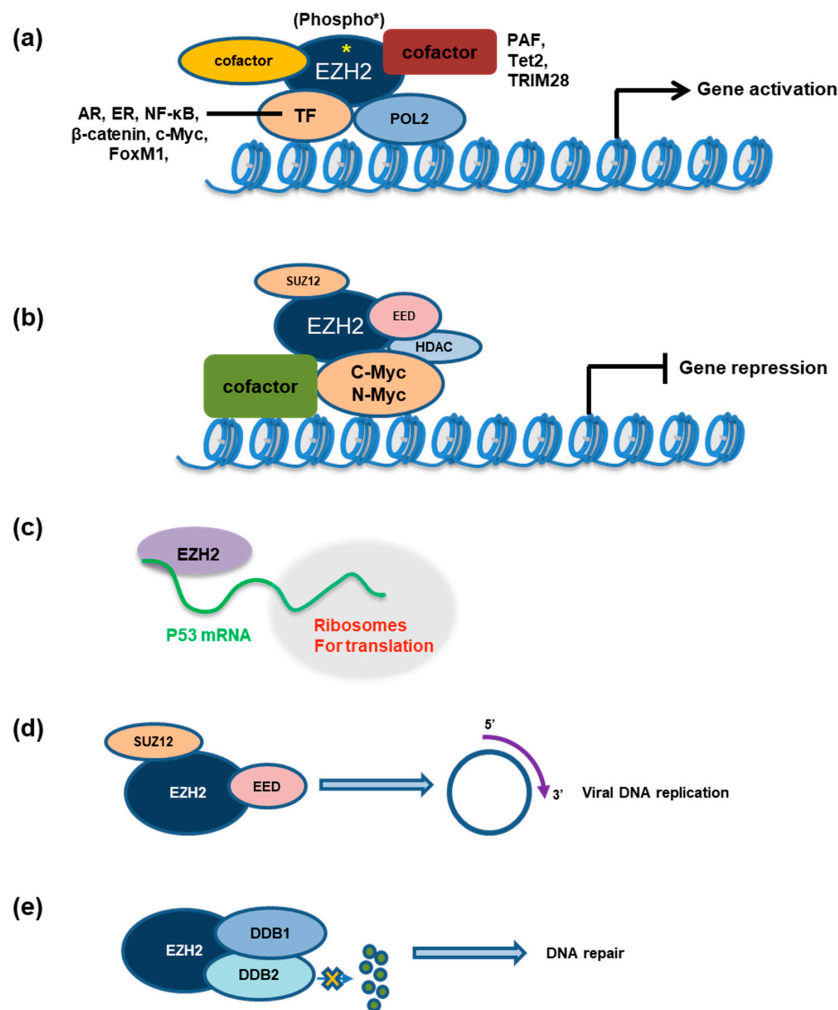 (a)
(Phospho*)
cofactor
*
EZH2
cofactor
PAF,
Tet2,
TRIM28
AR, ER, NF-κB,
β-catenin, c-Myc,
FoxM1,
TF
POL2
Gene activation
(b)
SUZ12
EZH2
EED
HDAC
cofactor
C-Myc
N-Myc
Gene repression
(c)
EZH2
P53 mRNA
Ribosomes
For translation
(d)
SUZ12
EZH2
EED
5'
3'
Viral DNA replication
(e)
EZH2
DDB1
DDB2
DNA repair